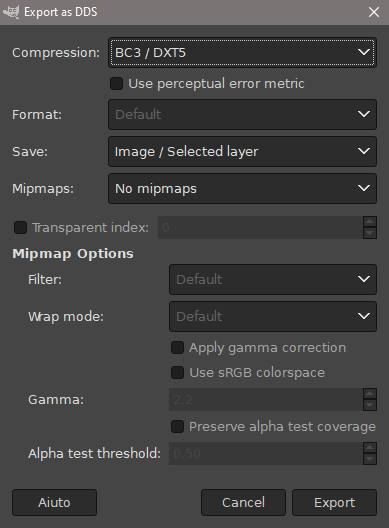 Export as DDS
Compression: BC3 / DXT5
Use perceptual error metric
Format: Default
Save: Image / Selected layer
Mipmaps: No mipmaps
Transparent index: 0
Mipmap Options
Filter: Default
Wrap mode: Default
Apply gamma correction
Use sRGB colorspace
Gamma: 2.2
Preserve alpha test coverage
Alpha test threshold: 0.50
Aiuto Cancel Export